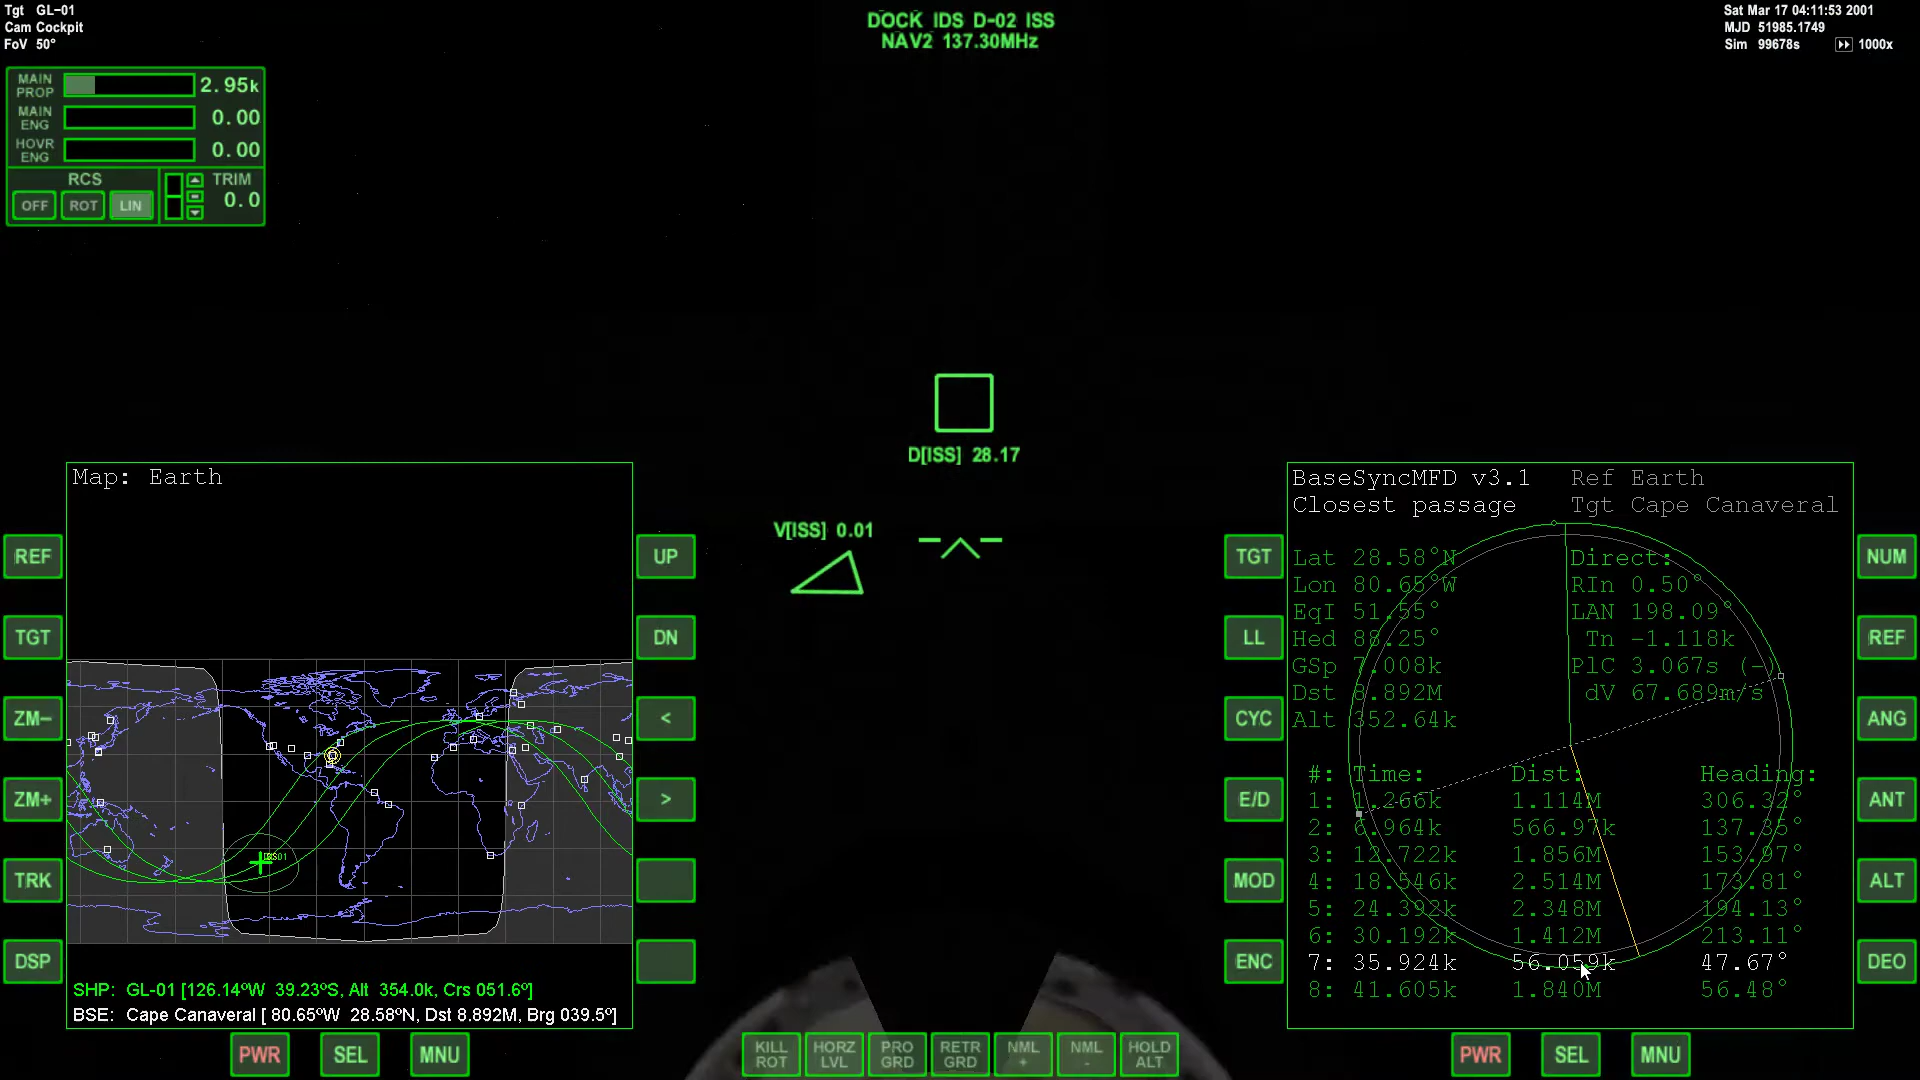 Tgt GL-01
Cam Cockpit
FoV 50°
DOCK IDS D-02 ISS
NAV2 137.30MHz
Sat Mar 17 04:11:53 2001
MJD 51985.1749
Sim 99678s 1000x
MAIN PROP 2.95k
MAIN ENG 0.00
HOVR ENG 0.00
RCS TRIM
OFF ROT LIN 0.0
D[ISS] 28.17
V[ISS] 0.01
Map: Earth
REF
TGT
ZM-
ZM+
TRK
DSP
UP
DN
<
>
SHP: GL-01 [126.14ºW 39.23ºS, Alt 354.0k, Crs 051.6º]
BSE: Cape Canaveral [ 80.65ºW 28.58ºN, Dst 8.892M, Brg 039.5º]
PWR SEL MNU
KILL ROT
HORZ LVL
PRO GRD
RETR GRD
NML +
NML -
HOLD ALT
BaseSyncMFD v3.1 Ref Earth
Closest passage Tgt Cape Canaveral
Lat 28.58°N Direct:
Lon 80.65°W RIn 0.50°
EqI 51.55° LAN 198.09°
Hed 88.25° Tn -1.118k
GSp 7.008k PlC 3.067s (-)
Dst 8.892M dV 67.689m/s
Alt 352.64k
#: Time: Dist: Heading:
1: 1.266k 1.114M 306.32°
2: 6.964k 566.97k 137.35°
3: 12.722k 1.856M 153.97°
4: 18.546k 2.514M 173.81°
5: 24.392k 2.348M 194.13°
6: 30.192k 1.412M 213.11°
7: 35.924k 56.059k 47.67°
8: 41.605k 1.840M 56.48°
TGT
LL
CYC
E/D
MOD
ENC
NUM
REF
ANG
ANT
ALT
DEO
PWR SEL MNU